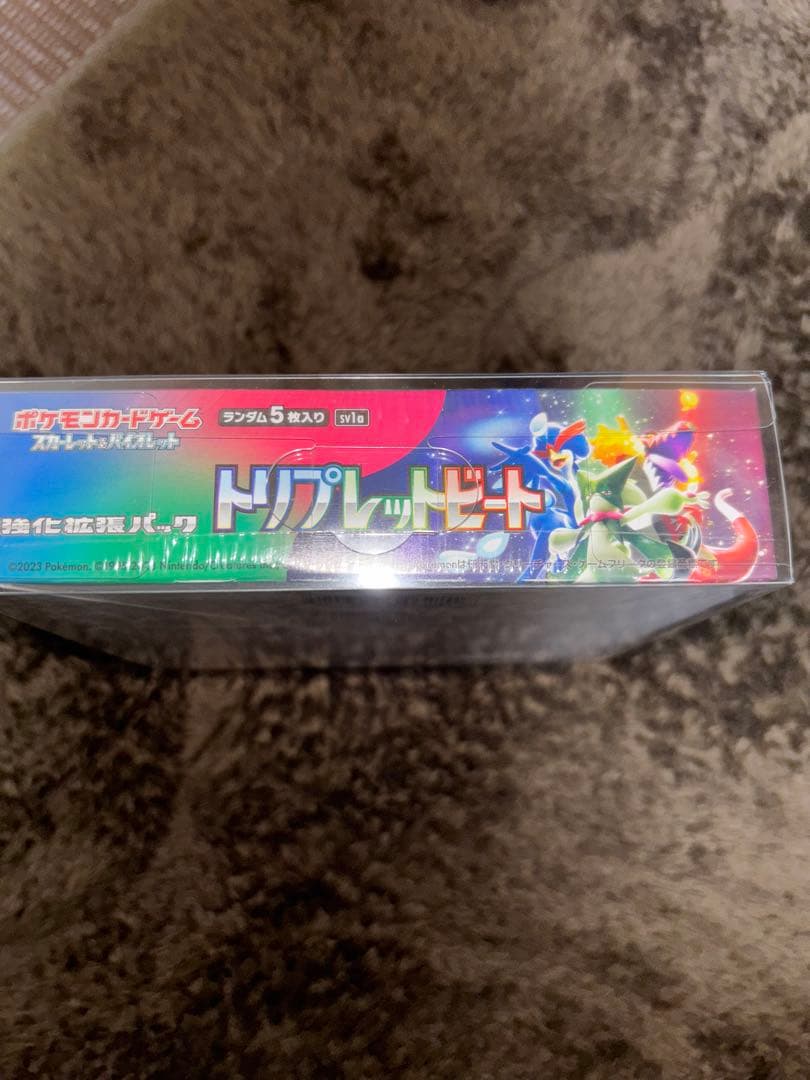 ポケモンカードゲーム
スカーレット&バイオレット
ランダム5枚入り
SV1a
強化拡張パック
トリプレットビート
©2023 Pokémon.